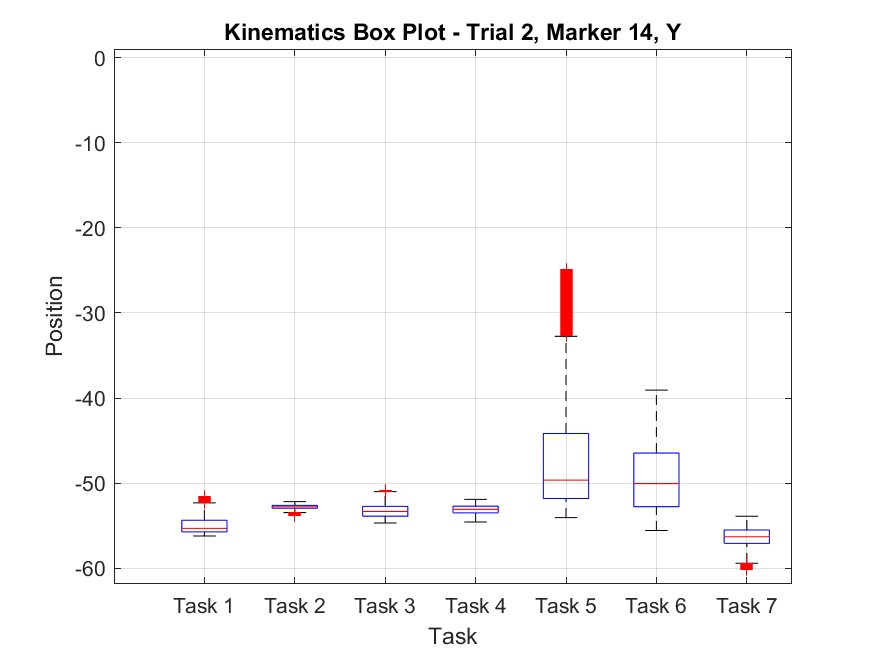 Kinematics Box Plot - Trial 2, Marker 14, Y
0
-10
-20
-30
-40
-50
-60
Position
Task 1 Task 2 Task 3 Task 4 Task 5 Task 6 Task 7
Task